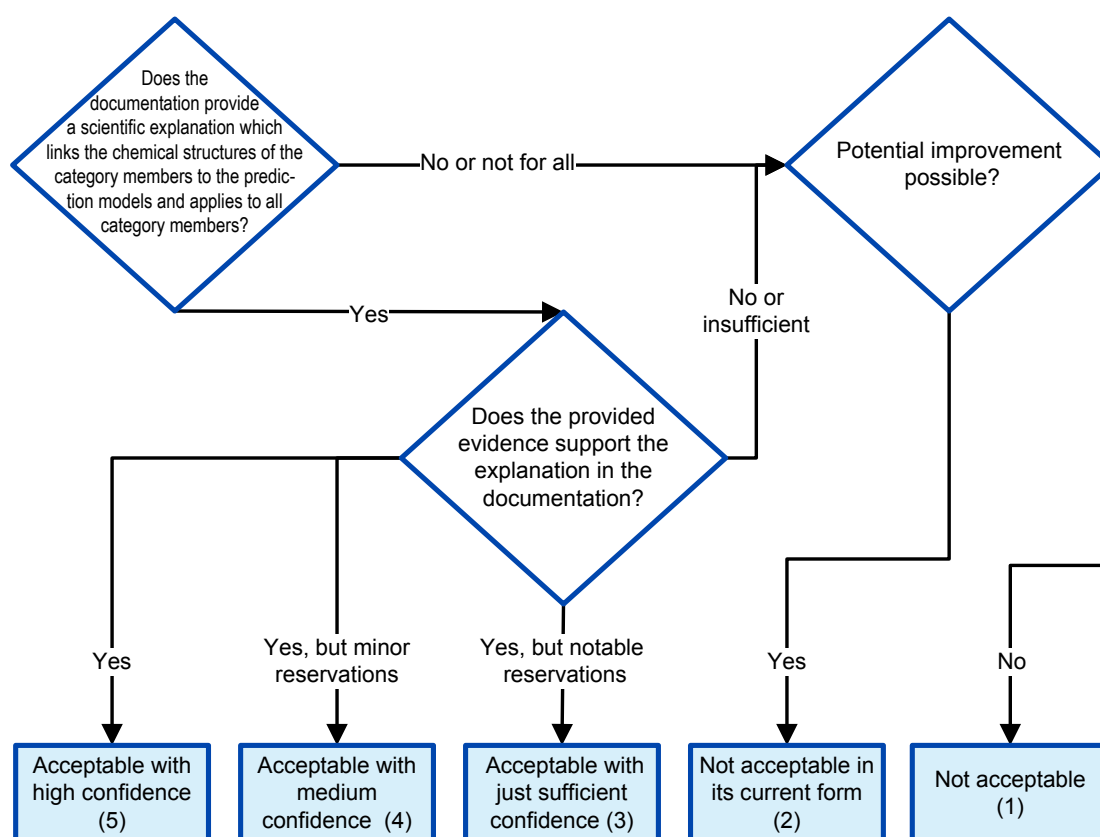 Does the
documentation provide
a scientific explanation which
links the chemical structures of the
category members to the predic-
tion models and applies to all
category members?
No or not for all
Potential improvement
possible?
Yes
No or
insufficient
Does the provided
evidence support the
explanation in the
documentation?
Yes
Yes, but minor
reservations
Yes, but notable
reservations
Yes
No
Acceptable with
high confidence
(5)
Acceptable with
medium
confidence (4)
Acceptable with
just sufficient
confidence (3)
Not acceptable in
its current form
(2)
Not acceptable
(1)